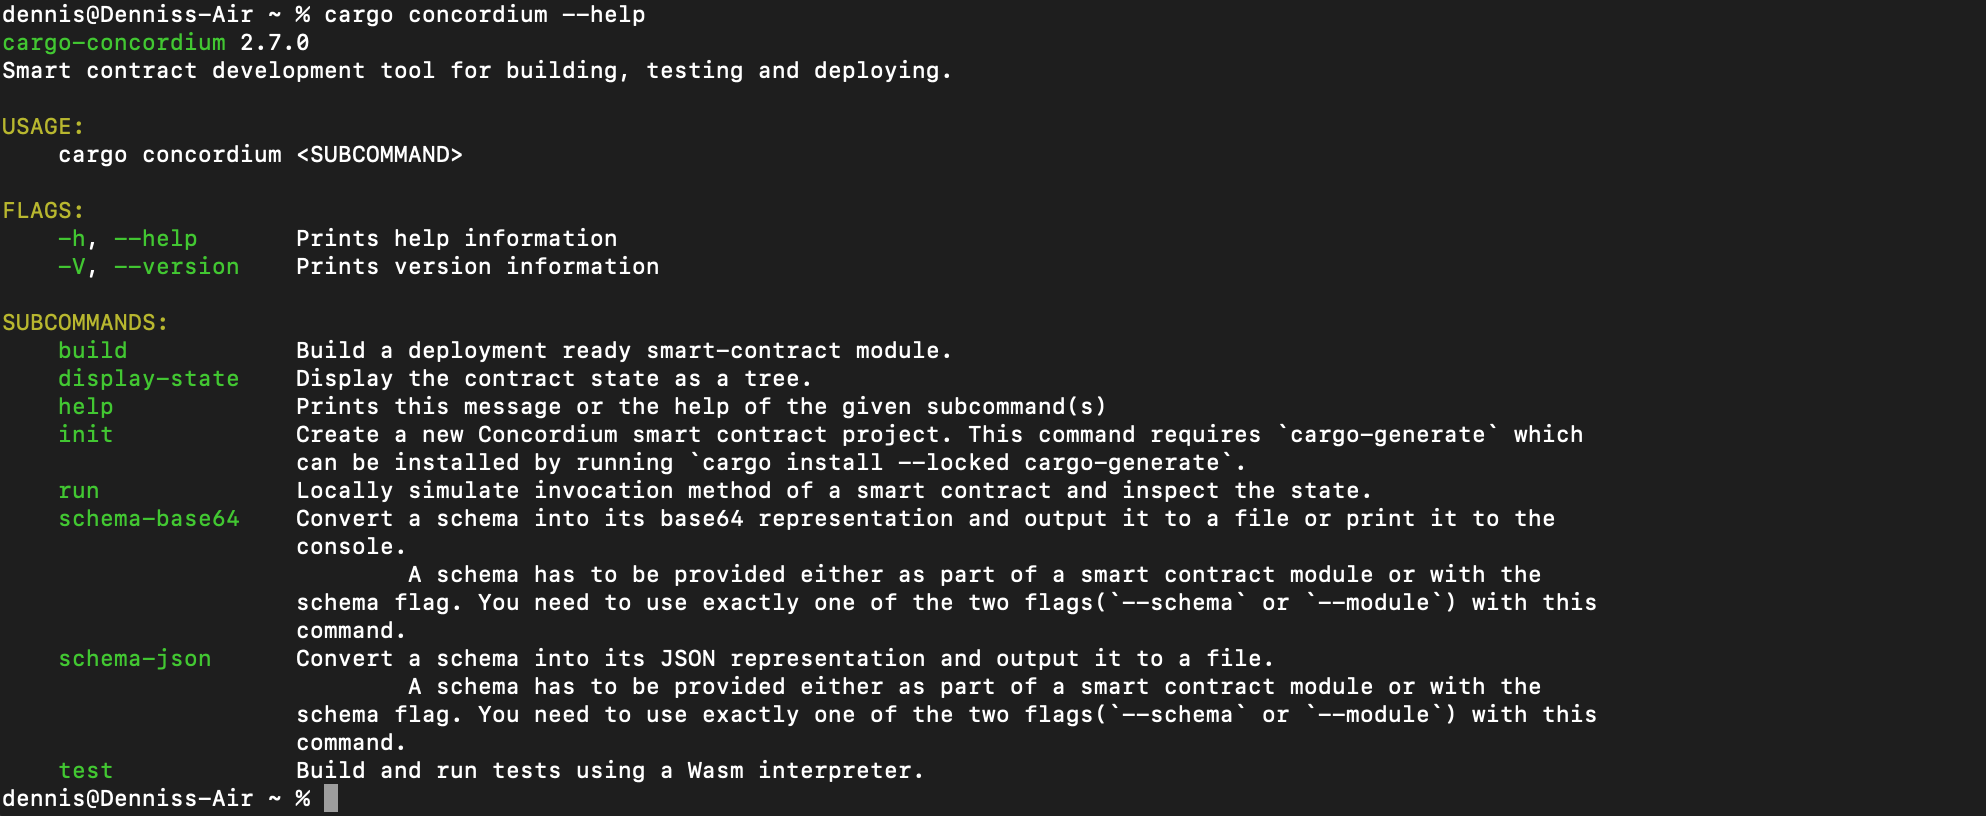 dennis@Denniss-Air ~ % cargo concordium --help
cargo-concordium 2.7.0
Smart contract development tool for building, testing and deploying.
USAGE:
    cargo concordium <SUBCOMMAND>
FLAGS:
    -h, --help       Prints help information
    -V, --version    Prints version information
SUBCOMMANDS:
    build            Build a deployment ready smart-contract module.
    display-state    Display the contract state as a tree.
    help             Prints this message or the help of the given subcommand(s)
    init             Create a new Concordium smart contract project. This command requires `cargo-generate` which
                     can be installed by running `cargo install --locked cargo-generate`.
    run              Locally simulate invocation method of a smart contract and inspect the state.
    schema-base64    Convert a schema into its base64 representation and output it to a file or print it to the
                     console.
                             A schema has to be provided either as part of a smart contract module or with the
                     schema flag. You need to use exactly one of the two flags(`--schema` or `--module`) with this
                     command.
    schema-json      Convert a schema into its JSON representation and output it to a file.
                             A schema has to be provided either as part of a smart contract module or with the
                     schema flag. You need to use exactly one of the two flags(`--schema` or `--module`) with this
                     command.
    test             Build and run tests using a Wasm interpreter.
dennis@Denniss-Air ~ %